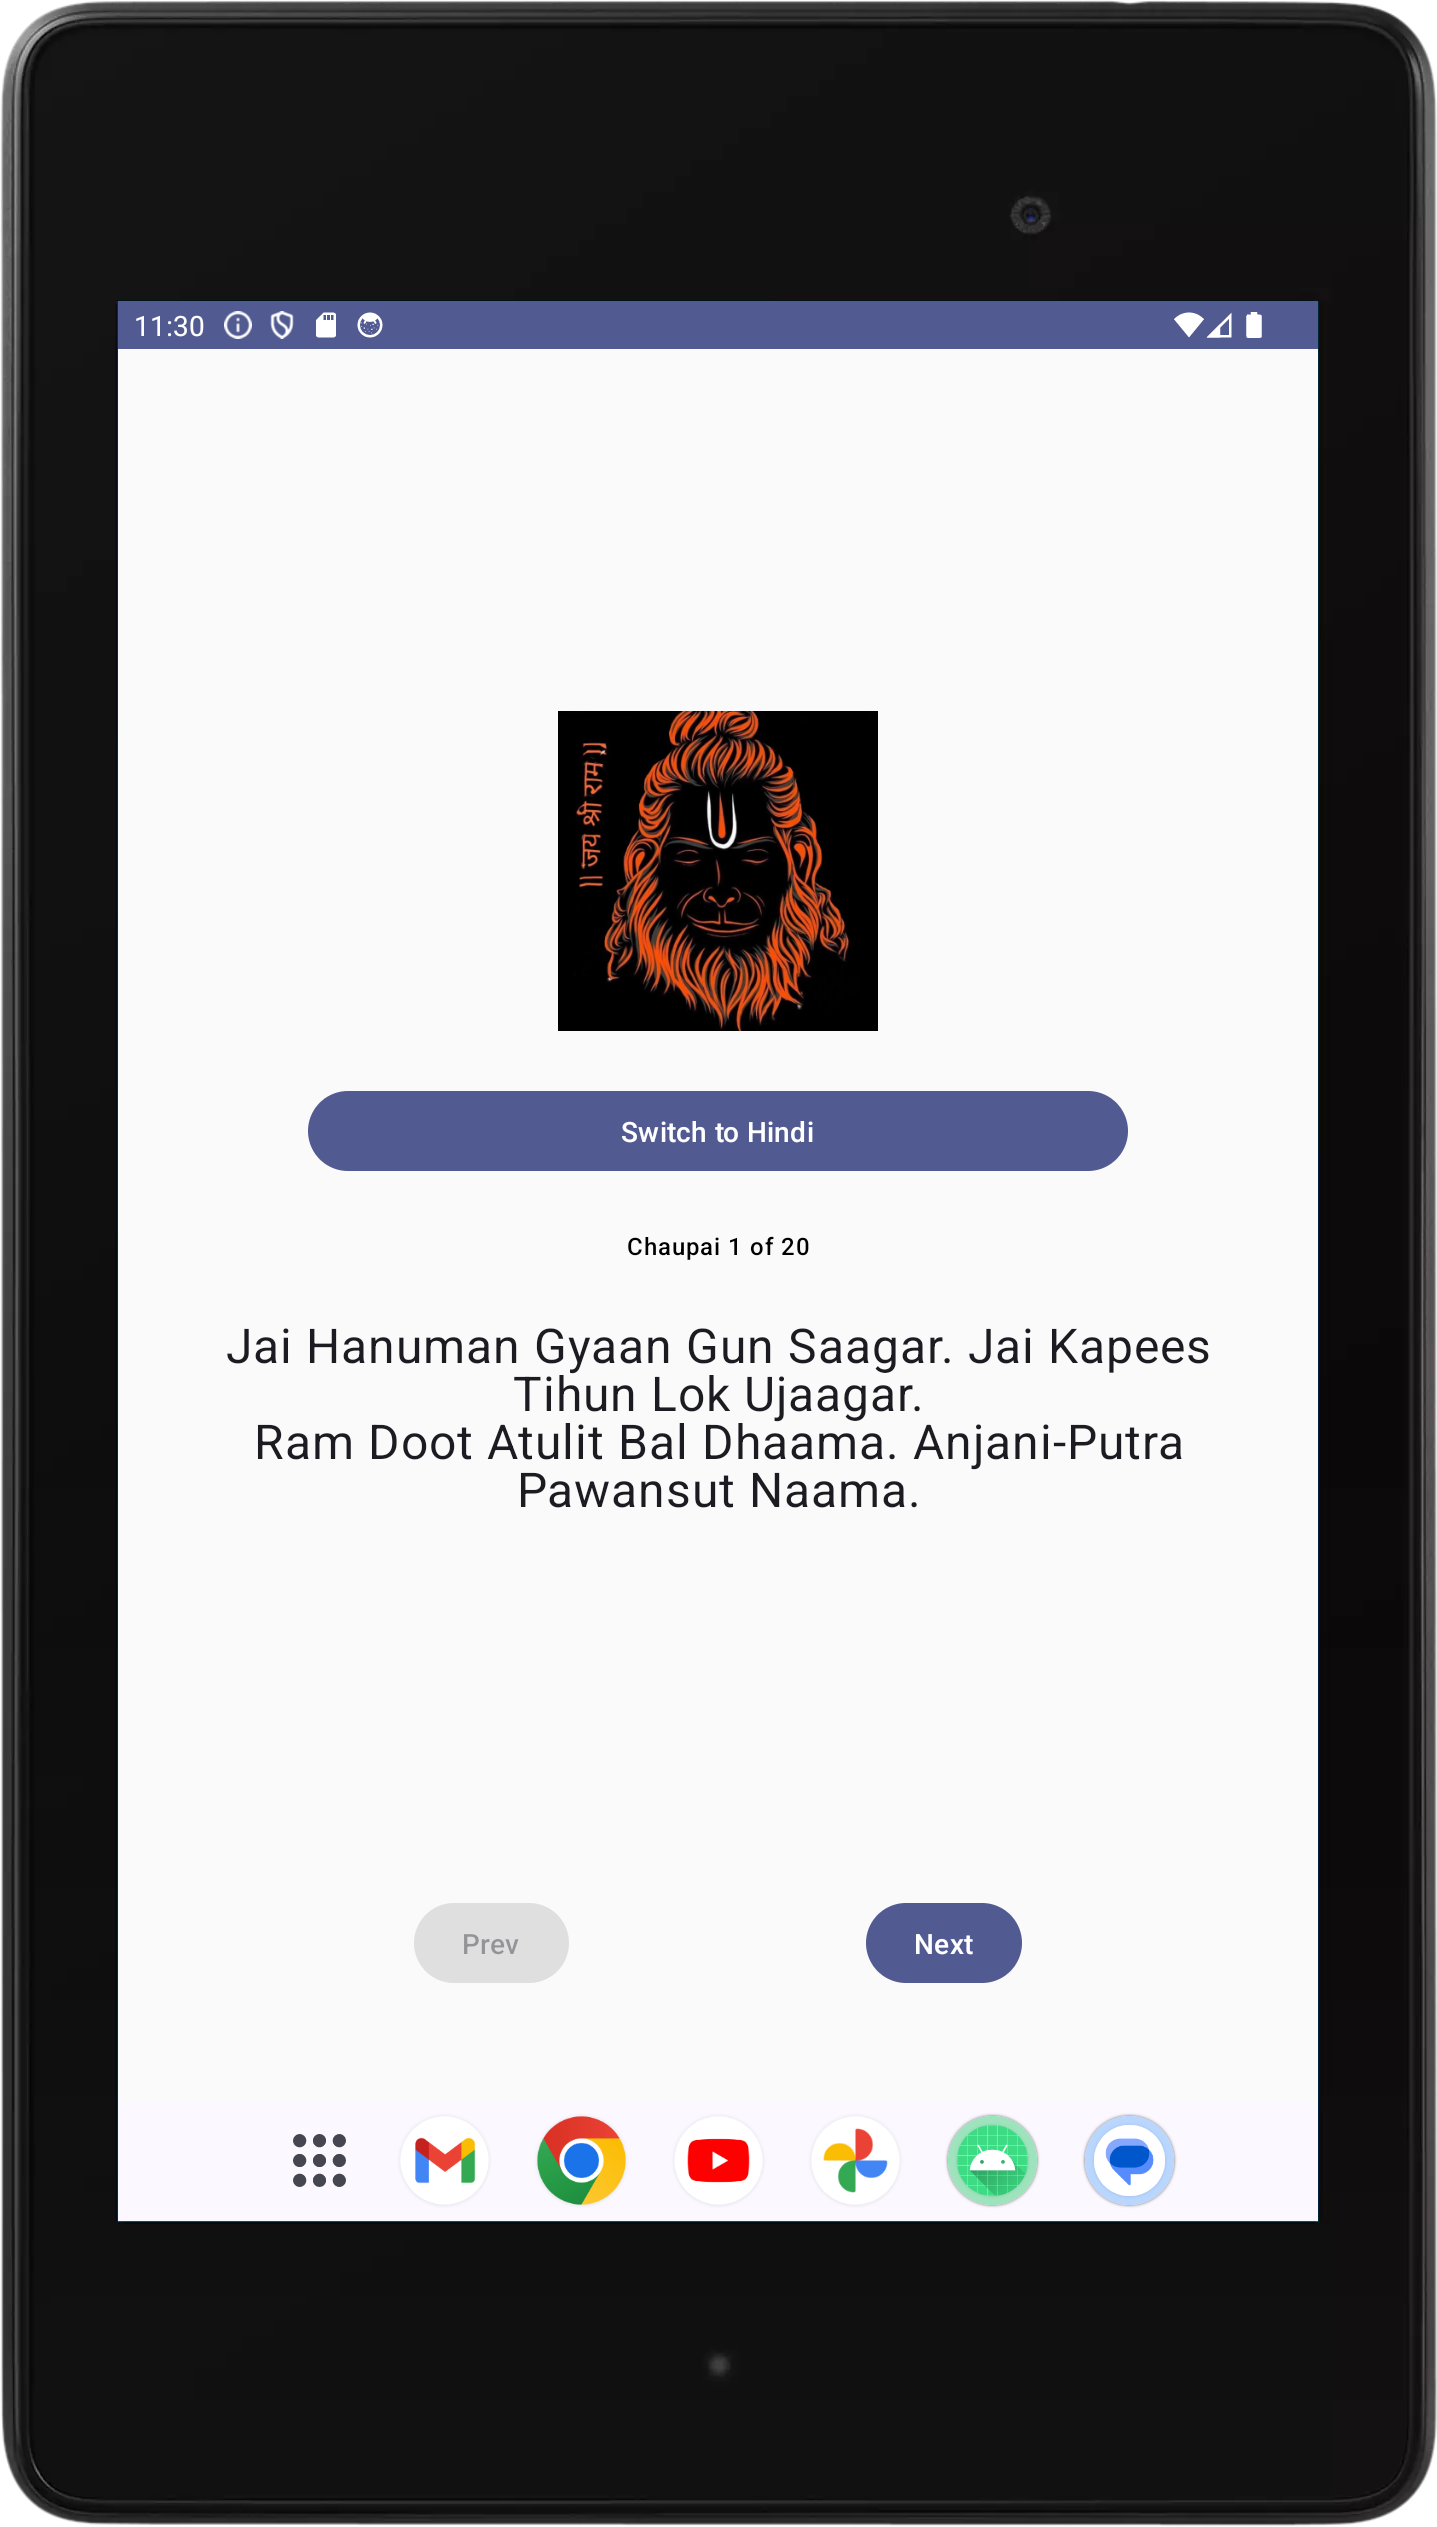 11:30
॥ जय श्री राम ॥
Switch to Hindi
Chaupai 1 of 20
Jai Hanuman Gyaan Gun Saagar. Jai Kapees
Tihun Lok Ujaagar.
Ram Doot Atulit Bal Dhaama. Anjani-Putra
Pawansut Naama.
Prev
Next